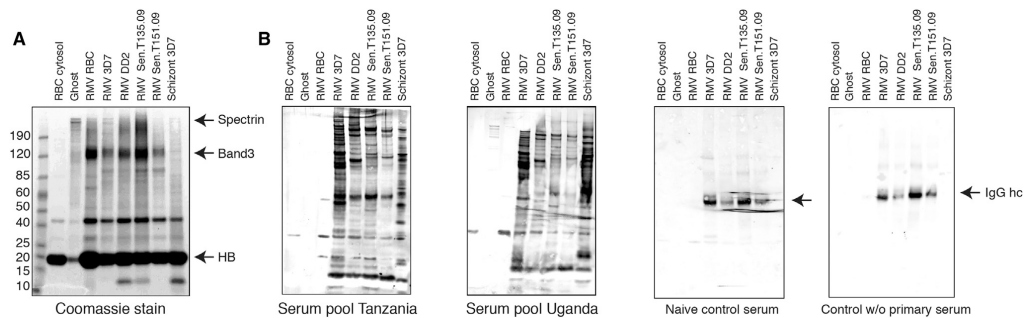 A
RBC cytosol
Ghost
RMV RBC
RMV 3D7
RMV DD2
RMV Sen.T135.09
RMV Sen.T151.09
Schizont 3D7
190
120
85
60
50
40
25
20
15
10
Spectrin
Band3
HB
Coomassie stain
B
RBC cytosol
Ghost
RMV RBC
RMV 3D7
RMV DD2
RMV Sen.T135.09
RMV Sen.T151.09
Schizont 3D7
Serum pool Tanzania
RBC cytosol
Ghost
RMV RBC
RMV 3D7
RMV DD2
RMV Sen.T135.09
RMV Sen.T151.09
Schizont 3d7
Serum pool Uganda
RBC cytosol
Ghost
RMV RBC
RMV 3D7
RMV DD2
RMV Sen.T135.09
RMV Sen.T151.09
Schizont 3D7
Naive control serum
RBC cytosol
Ghost
RMV RBC
RMV 3D7
RMV DD2
RMV Sen.T135.09
RMV Sen.T151.09
Schizont 3D7
IgG hc
Control w/o primary serum